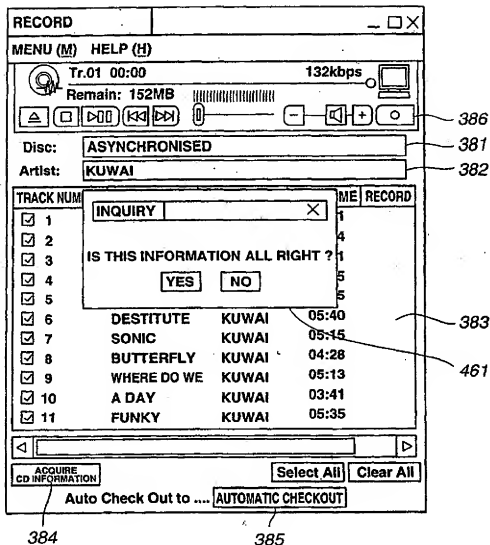 RECORD
MENU (M) HELP (H)
Tr.01 00:00 132kbps
Remain: 152MB
386
Disc: ASYNCHRONISED 381
Artist: KUWAI 382
TRACK NUM ME RECORD
INQUIRY
1 1
2 4
3 1
IS THIS INFORMATION ALL RIGHT ?
4 5
YES NO
5 5
6 DESTITUTE KUWAI 05:40
383
7 SONIC KUWAI 05:15
8 BUTTERFLY KUWAI 04:28
461
9 WHERE DO WE KUWAI 05:13
10 A DAY KUWAI 03:41
11 FUNKY KUWAI 05:35
ACQUIRE
CD INFORMATION
Select All Clear All
Auto Check Out to .... AUTOMATIC CHECKOUT
384 385